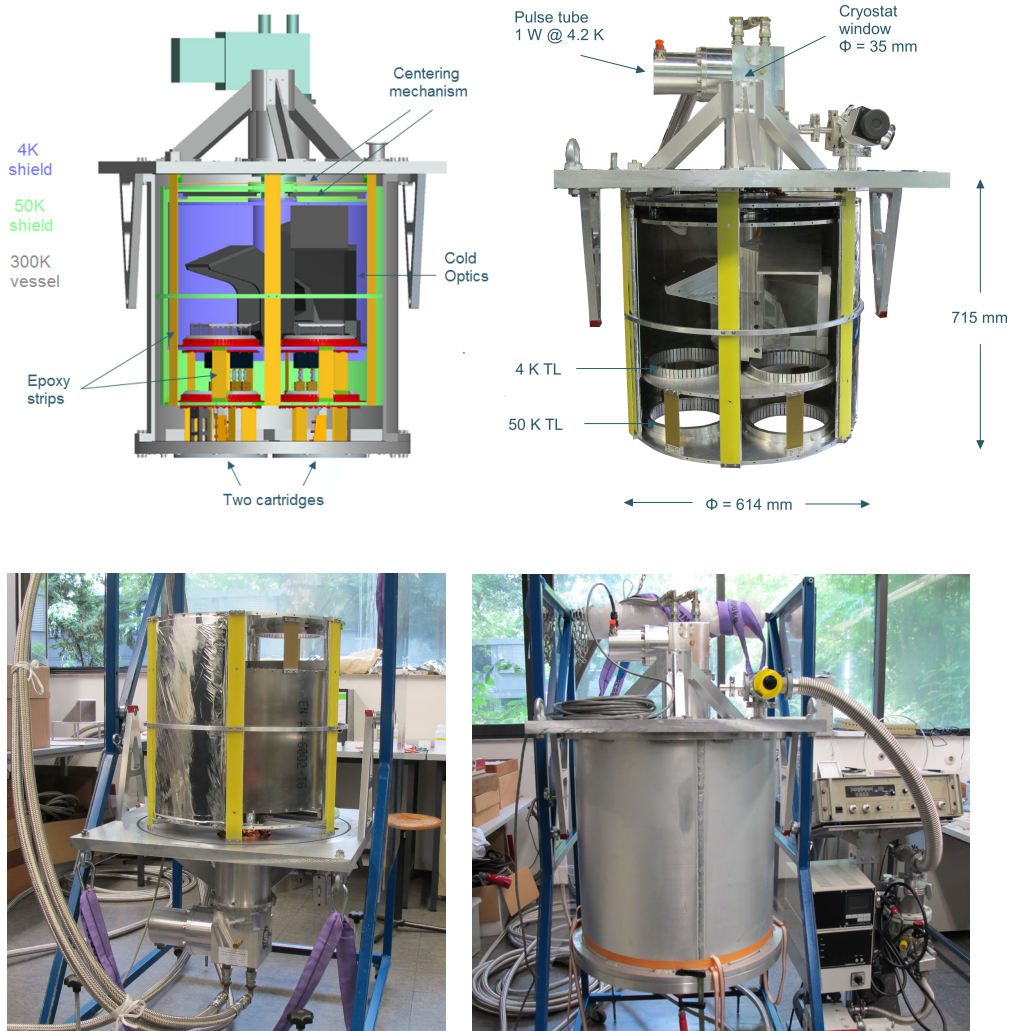 Pulse tube
1 W @ 4.2 K
Cryostat
window
Φ = 35 mm
Centering
mechanism
4K
shield
50K
shield
300K
vessel
Cold
Optics
715 mm
4 K TL
Epoxy
strips
50 K TL
Two cartridges
Φ = 614 mm